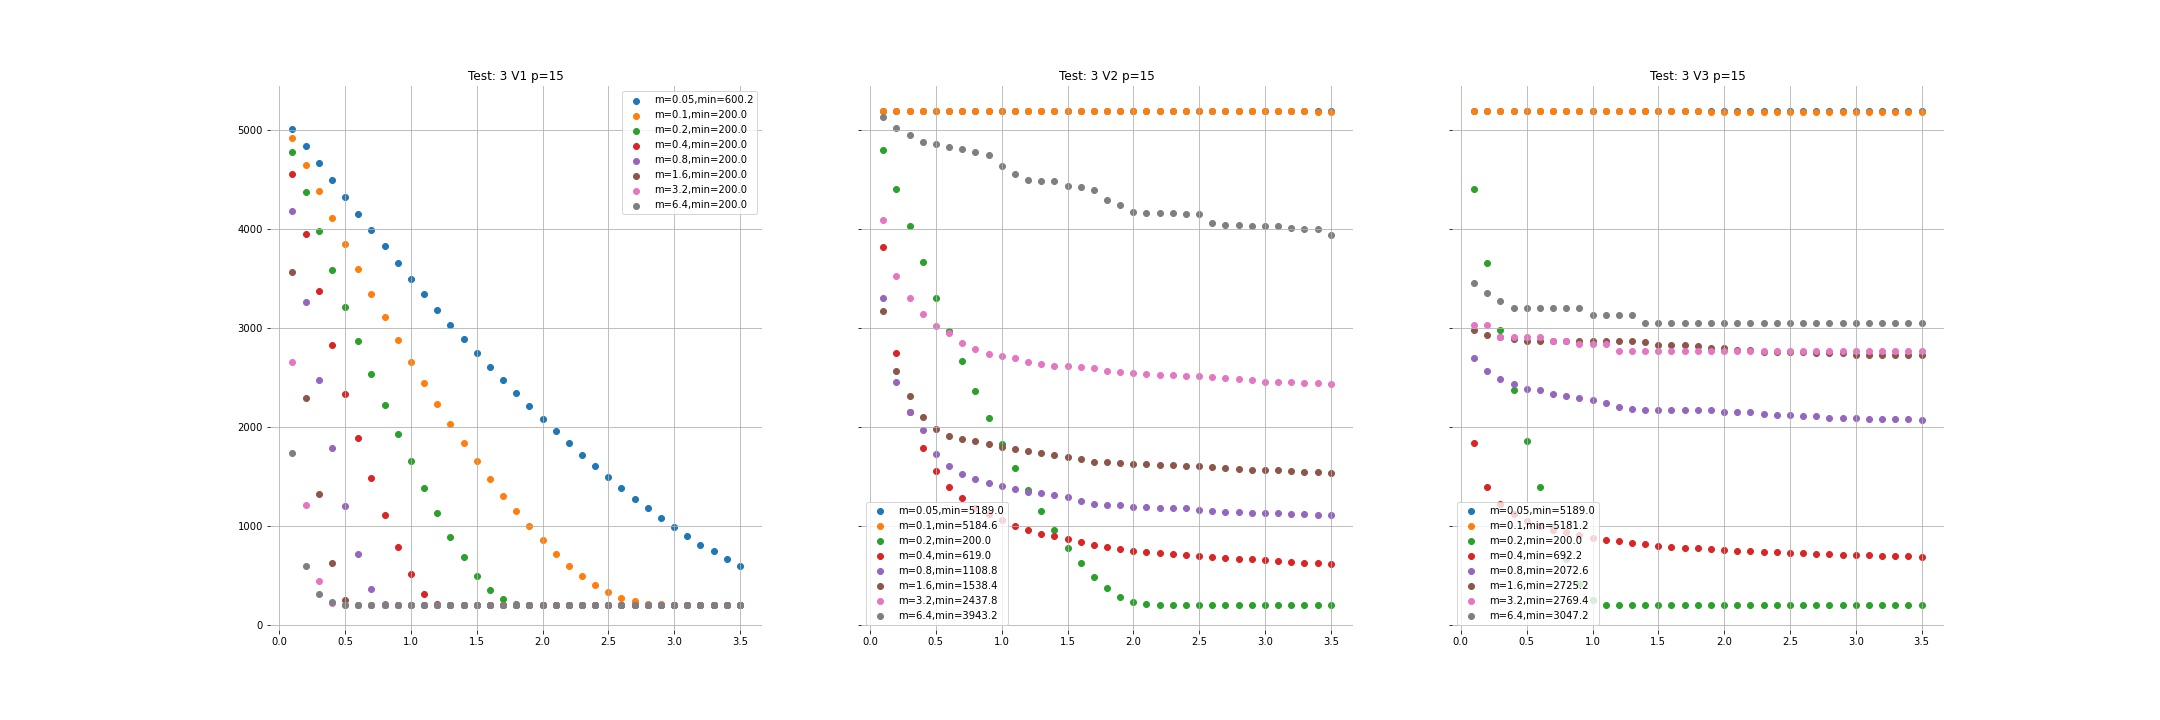 Test: 3 V1 p=15
m=0.05,min=600.2
m=0.1,min=200.0
m=0.2,min=200.0
m=0.4,min=200.0
m=0.8,min=200.0
m=1.6,min=200.0
m=3.2,min=200.0
m=6.4,min=200.0
5000
4000
3000
2000
1000
0
0.0 0.5 1.0 1.5 2.0 2.5 3.0 3.5
Test: 3 V2 p=15
m=0.05,min=5189.0
m=0.1,min=5184.6
m=0.2,min=200.0
m=0.4,min=619.0
m=0.8,min=1108.8
m=1.6,min=1538.4
m=3.2,min=2437.8
m=6.4,min=3943.2
0.0 0.5 1.0 1.5 2.0 2.5 3.0 3.5
Test: 3 V3 p=15
m=0.05,min=5189.0
m=0.1,min=5181.2
m=0.2,min=200.0
m=0.4,min=692.2
m=0.8,min=2072.6
m=1.6,min=2725.2
m=3.2,min=2769.4
m=6.4,min=3047.2
0.0 0.5 1.0 1.5 2.0 2.5 3.0 3.5